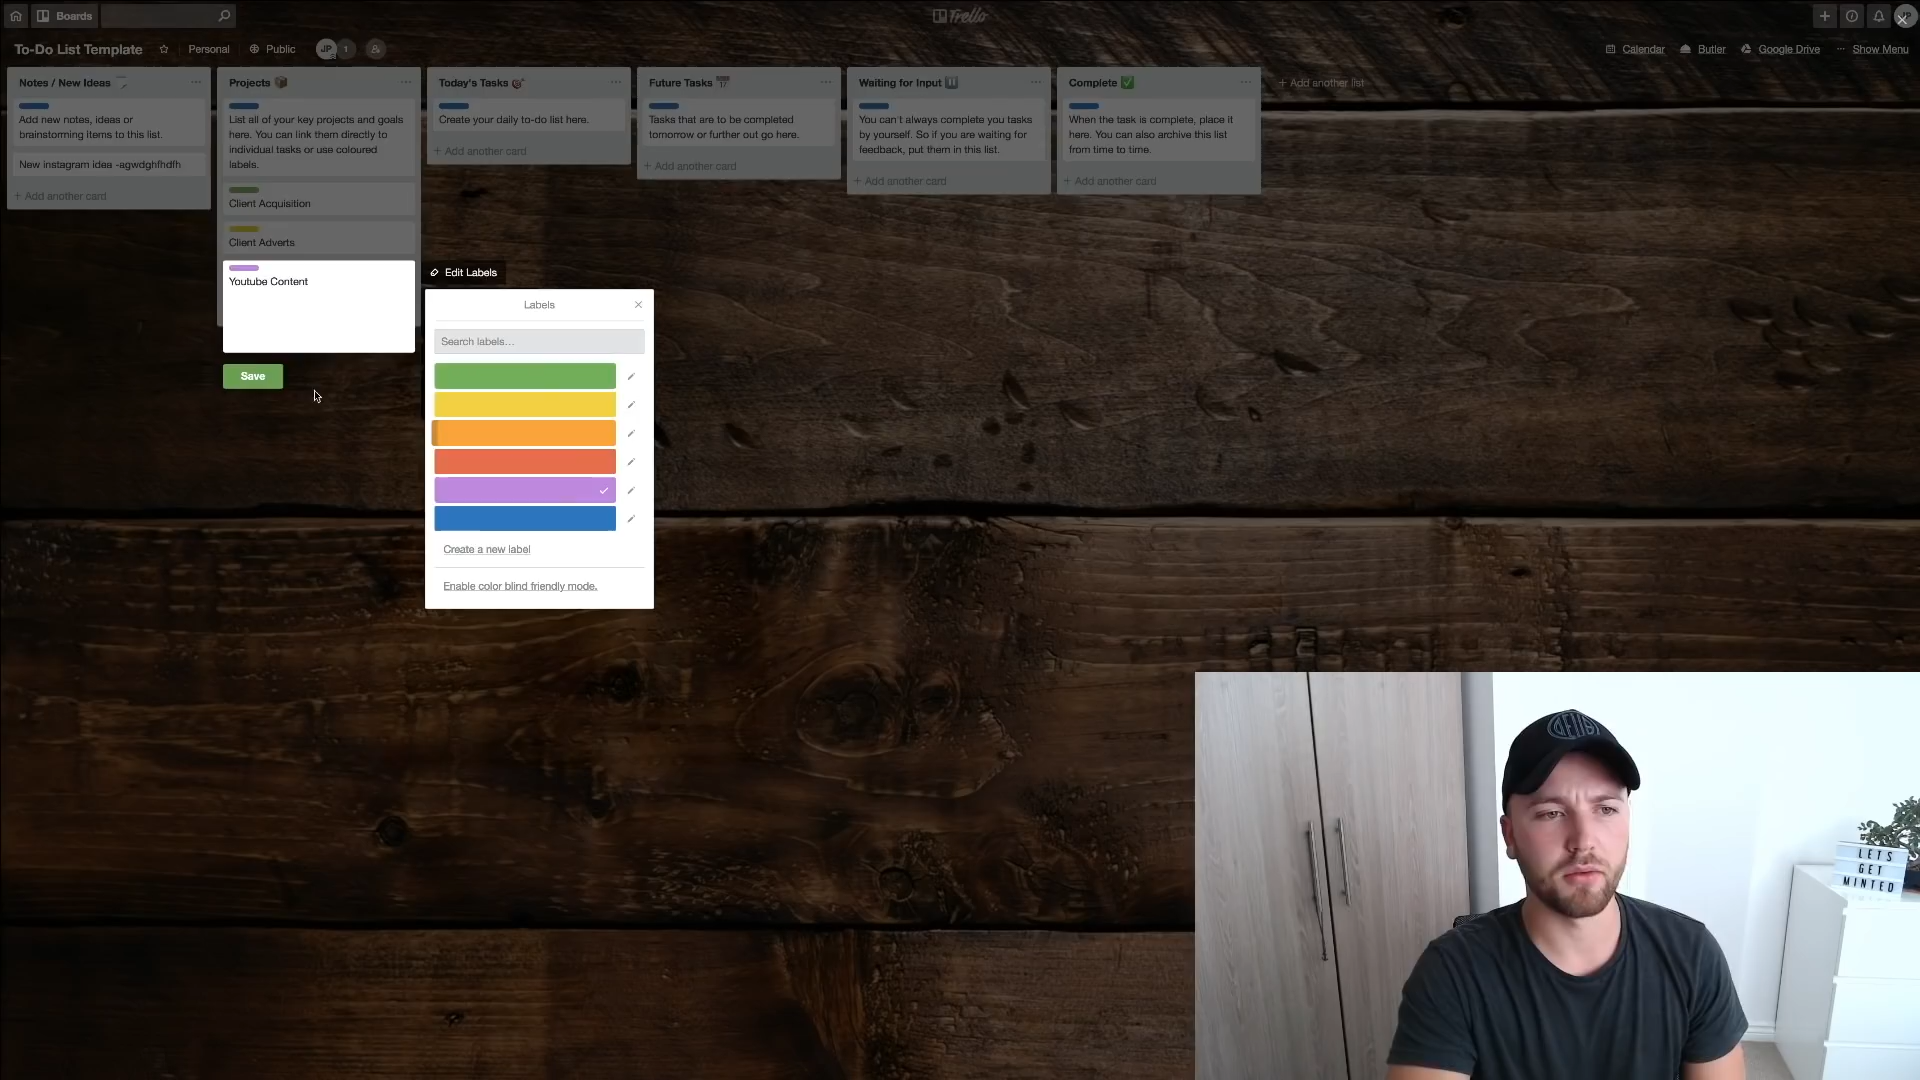 Boards
Trello
To-Do List Template
Personal
Public
JP
1
Calendar
Butler
Google Drive
··· Show Menu
Notes / New Ideas
Add new notes, ideas or
brainstorming items to this list.
New instagram idea -agwdghfhdfh
+ Add another card
Projects
List all of your key projects and goals
here. You can link them directly to
individual tasks or use coloured
labels.
Client Acquisition
Client Adverts
Youtube Content
Save
Today's Tasks
Create your daily to-do list here.
+ Add another card
Future Tasks
Tasks that are to be completed
tomorrow or further out go here.
+ Add another card
Waiting for Input
You can't always complete you tasks
by yourself. So if you are waiting for
feedback, put them in this list.
+ Add another card
Complete
When the task is complete, place it
here. You can also archive this list
from time to time.
+ Add another card
+ Add another list
Edit Labels
Labels
Search labels...
Create a new label
Enable color blind friendly mode.
LETS
GET
MINTED